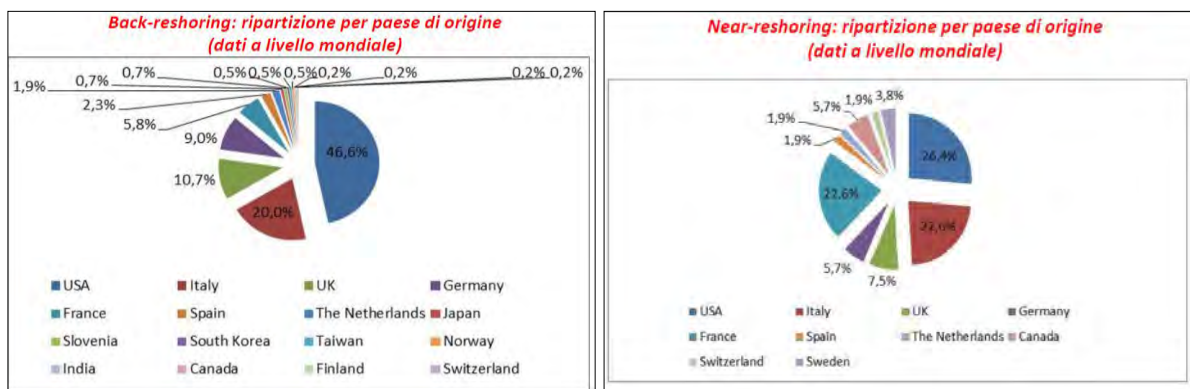 Back-reshoring: ripartizione per paese di origine
(dati a livello mondiale)
0,7% 0,5% 0,5% 0,5% 0,2% 0,2% 0,2% 0,2%
1,9% 0,7%
2,3%
5,8%
9,0%
10,7%
20,0%
46,6%
USA Italy UK Germany
France Spain The Netherlands Japan
Slovenia South Korea Taiwan Norway
India Canada Finland Switzerland
Near-reshoring: ripartizione per paese di origine
(dati a livello mondiale)
1,9% 3,8%
5,7%
1,9%
1,9%
26,4%
22,6%
22,6%
5,7%
7,5%
USA Italy UK Germany
France Spain The Netherlands Canada
Switzerland Sweden